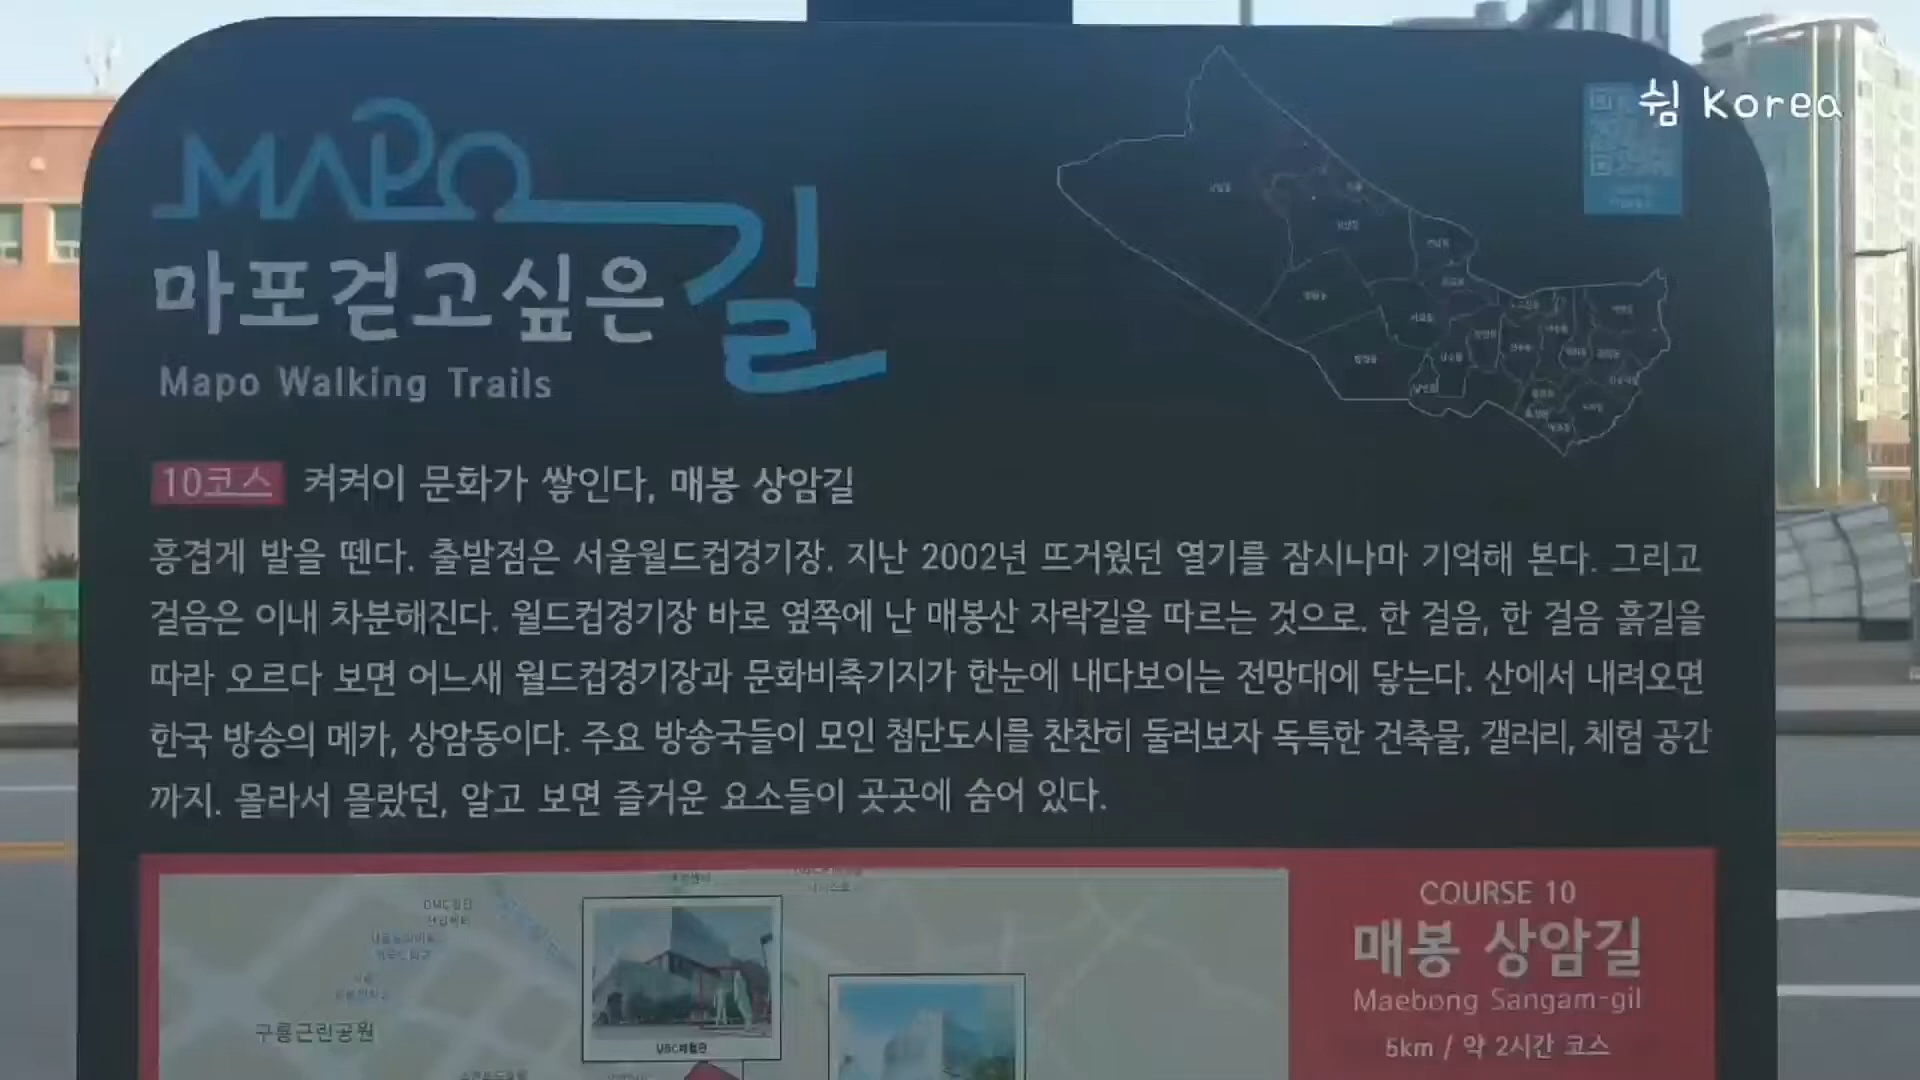 쉼 Korea
MAPO 길
마포걷고싶은
Mapo Walking Trails
10코스 켜켜이 문화가 쌓인다, 매봉 상암길
흥겹게 발을 뗀다. 출발점은 서울월드컵경기장. 지난 2002년 뜨거웠던 열기를 잠시나마 기억해 본다. 그리고
걸음은 이내 차분해진다. 월드컵경기장 바로 옆쪽에 난 매봉산 자락길을 따르는 것으로. 한 걸음, 한 걸음 흙길을
따라 오르다 보면 어느새 월드컵경기장과 문화비축기지가 한눈에 내다보이는 전망대에 닿는다. 산에서 내려오면
한국 방송의 메카, 상암동이다. 주요 방송국들이 모인 첨단도시를 찬찬히 둘러보자 독특한 건축물, 갤러리, 체험 공간
까지. 몰라서 몰랐던, 알고 보면 즐거운 요소들이 곳곳에 숨어 있다.
COURSE 10
매봉 상암길
Maebong Sangam-gil
5km / 약 2시간 코스
구룡근린공원